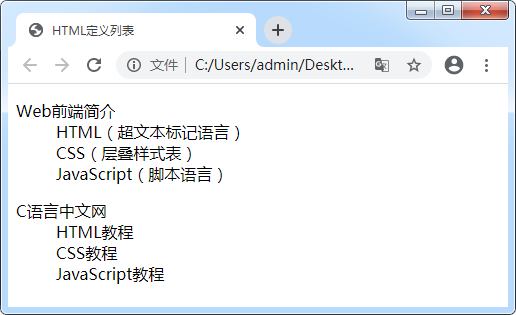 HTML定义列表
文件 | C:/Users/admin/Deskt...
Web前端简介
HTML（超文本标记语言）
CSS（层叠样式表）
JavaScript（脚本语言）
C语言中文网
HTML教程
CSS教程
JavaScript教程